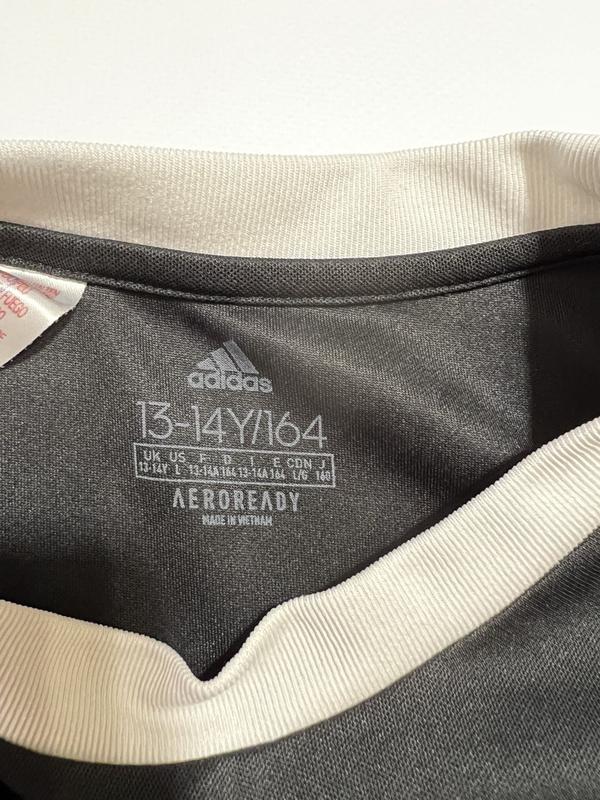 FUEGO
adidas
13-14Y/164
UK US F D I E CDN J
13-14Y L 13-14A 164 13-14A 164 L/G 160
AEROREADY
MADE IN VIETNAM